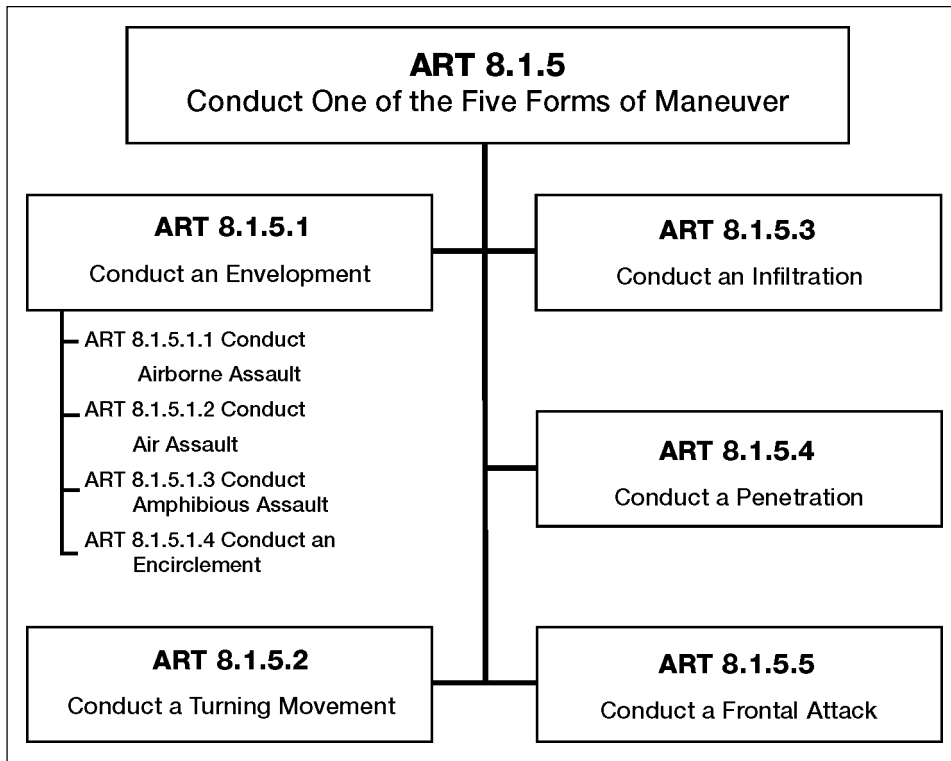 ART 8.1.5
Conduct One of the Five Forms of Maneuver
ART 8.1.5.1
Conduct an Envelopment
ART 8.1.5.1.1 Conduct
Airborne Assault
ART 8.1.5.1.2 Conduct
Air Assault
ART 8.1.5.1.3 Conduct
Amphibious Assault
ART 8.1.5.1.4 Conduct an
Encirclement
ART 8.1.5.2
Conduct a Turning Movement
ART 8.1.5.3
Conduct an Infiltration
ART 8.1.5.4
Conduct a Penetration
ART 8.1.5.5
Conduct a Frontal Attack